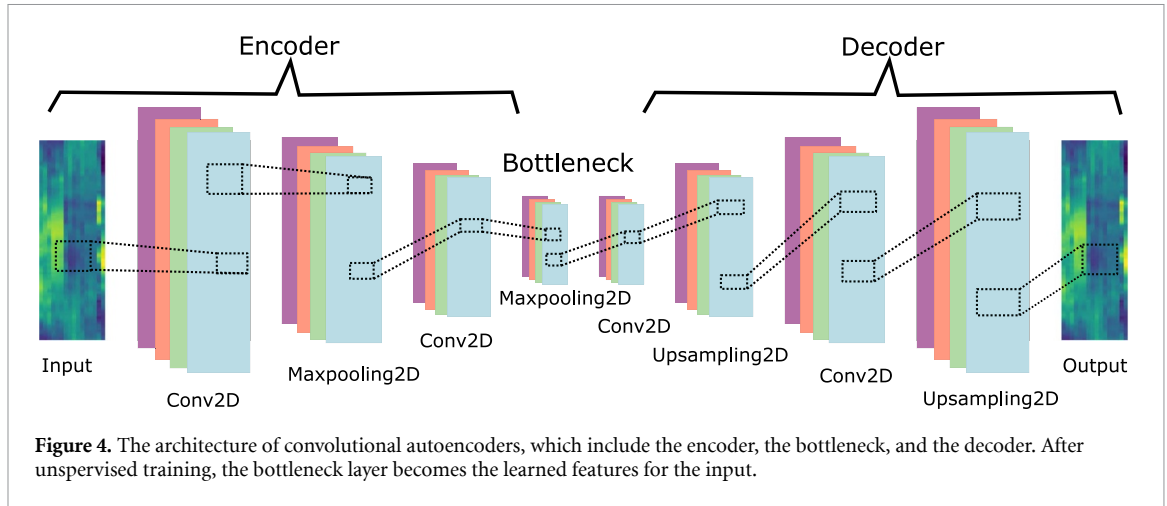 Encoder
Decoder
Bottleneck
Input
Conv2D
Maxpooling2D
Conv2D
Maxpooling2D
Conv2D
Upsampling2D
Conv2D
Upsampling2D
Output
Figure 4. The architecture of convolutional autoencoders, which include the encoder, the bottleneck, and the decoder. After
unspervised training, the bottleneck layer becomes the learned features for the input.